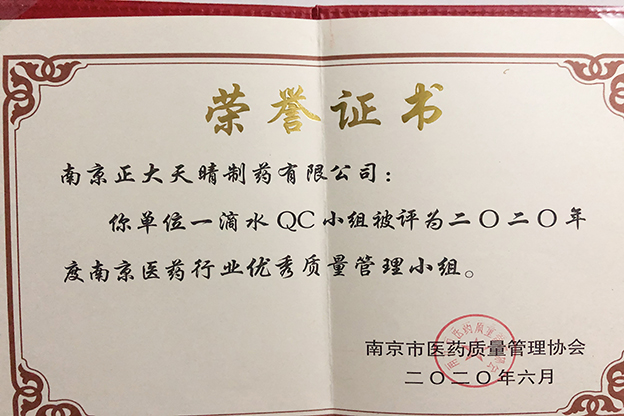 荣誉证书
南京正大天晴制药有限公司：
你单位一滴水QC小组被评为二〇二〇年
度南京医药行业优秀质量管理小组。
南京市医药质量管理协会
二〇二〇年六月